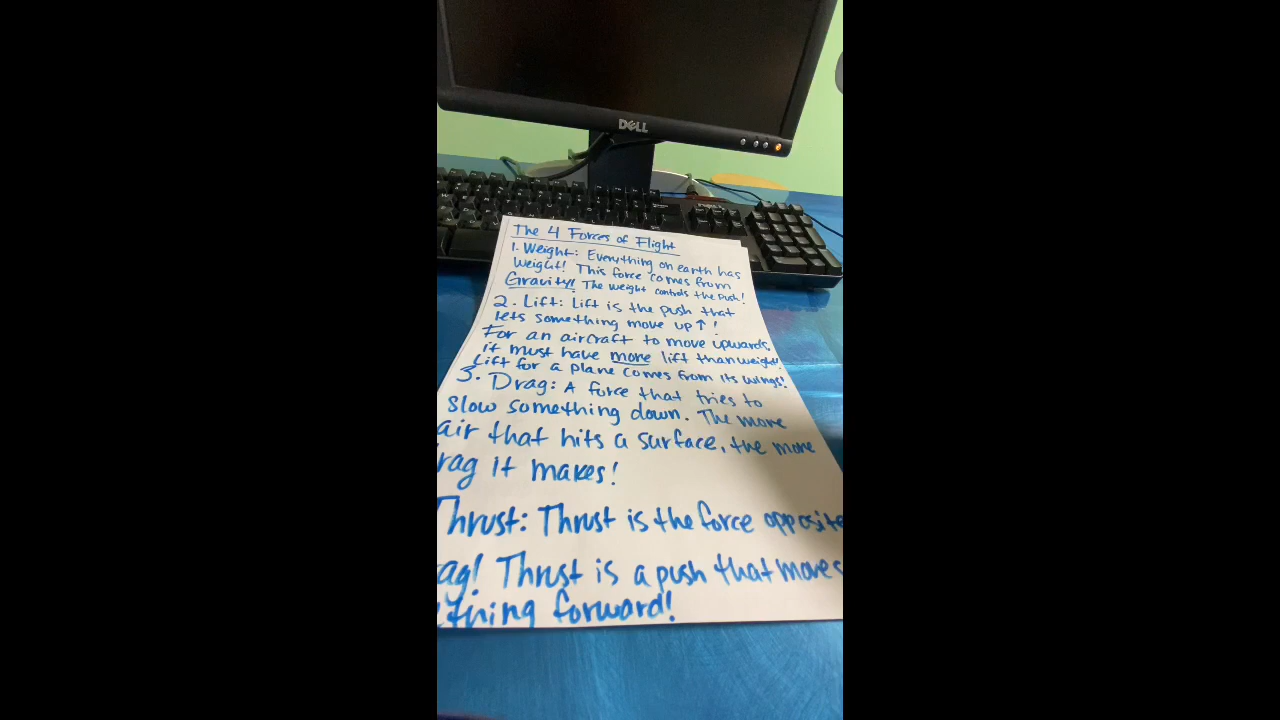 DELL
The 4 Forces of Flight
1. Weight: Everything on earth has
Weight! This force comes from
Gravity! The weight controls the push!
2. Lift: Lift is the push that
lets something move up ↑ !
For an aircraft to move upwards,
it must have more lift than weight!
Lift for a plane comes from its wings!
3. Drag: A force that tries to
slow something down. The more
air that hits a surface, the more
rag it makes!
Thrust: Thrust is the force opposite
ag! Thrust is a push that moves
ething forward!